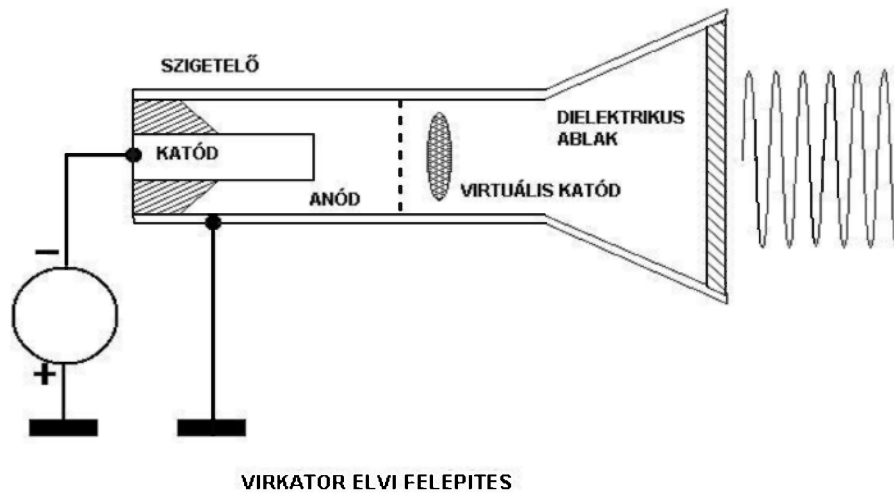 SZIGETELŐ
KATÓD
DIELEKTRIKUS
ABLAK
ANÓD
VIRTUÁLIS KATÓD
–
+
VIRKATOR ELVI FELEPITES